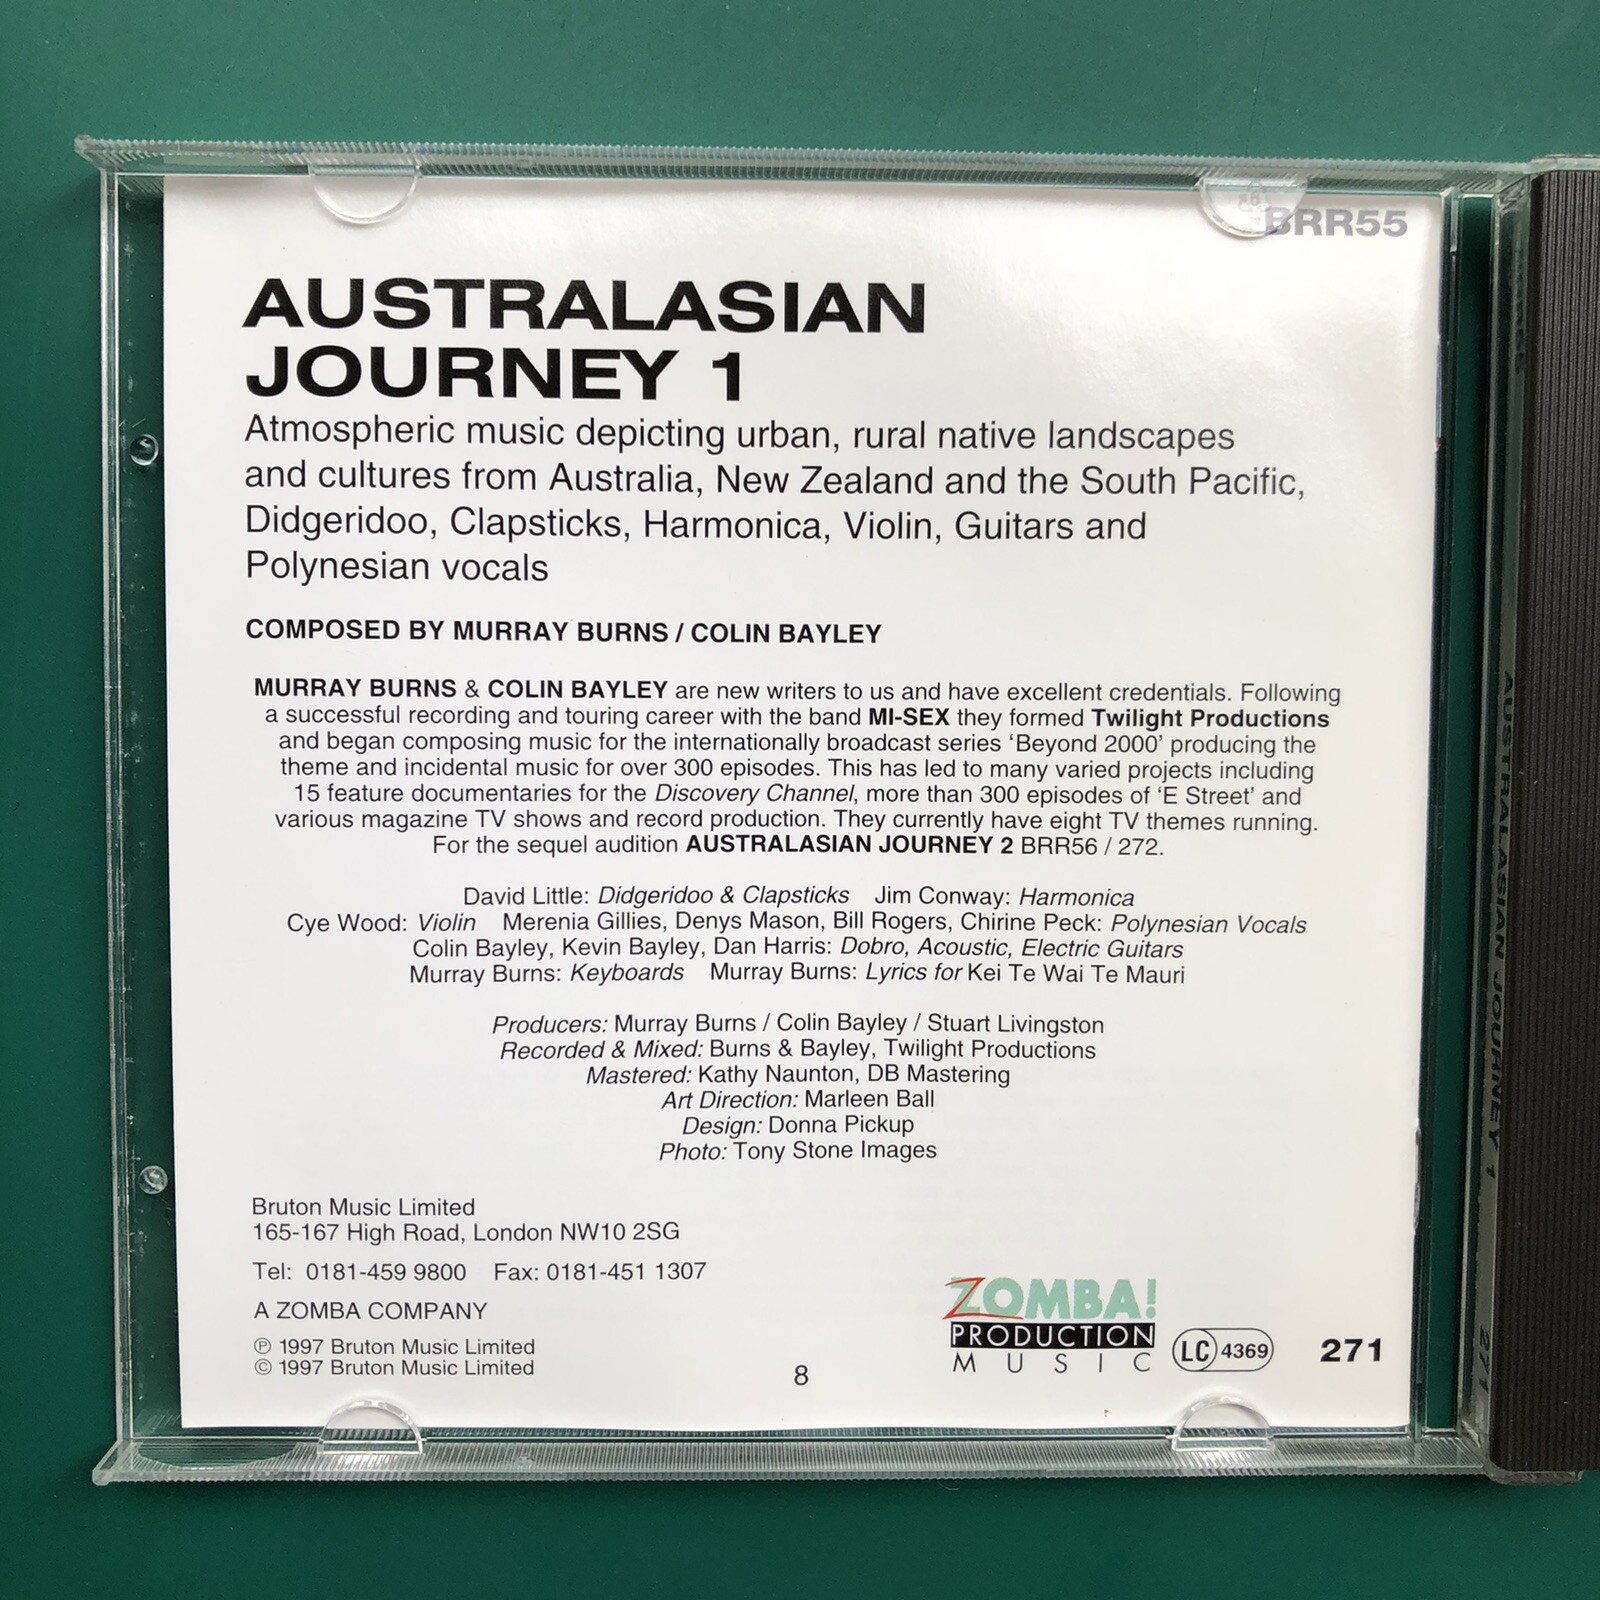 BRR55
AUSTRALASIAN
JOURNEY 1
Atmospheric music depicting urban, rural native landscapes
and cultures from Australia, New Zealand and the South Pacific,
Didgeridoo, Clapsticks, Harmonica, Violin, Guitars and
Polynesian vocals
COMPOSED BY MURRAY BURNS / COLIN BAYLEY
MURRAY BURNS & COLIN BAYLEY are new writers to us and have excellent credentials. Following
a successful recording and touring career with the band MI-SEX they formed Twilight Productions
and began composing music for the internationally broadcast series ‘Beyond 2000’ producing the
theme and incidental music for over 300 episodes. This has led to many varied projects including
15 feature documentaries for the Discovery Channel, more than 300 episodes of ‘E Street’ and
various magazine TV shows and record production. They currently have eight TV themes running.
For the sequel audition AUSTRALASIAN JOURNEY 2 BRR56 / 272.
David Little: Didgeridoo & Clapsticks Jim Conway: Harmonica
Cye Wood: Violin Merenia Gillies, Denys Mason, Bill Rogers, Chirine Peck: Polynesian Vocals
Colin Bayley, Kevin Bayley, Dan Harris: Dobro, Acoustic, Electric Guitars
Murray Burns: Keyboards Murray Burns: Lyrics for Kei Te Wai Te Mauri
Producers: Murray Burns / Colin Bayley / Stuart Livingston
Recorded & Mixed: Burns & Bayley, Twilight Productions
Mastered: Kathy Naunton, DB Mastering
Art Direction: Marleen Ball
Design: Donna Pickup
Photo: Tony Stone Images
Bruton Music Limited
165-167 High Road, London NW10 2SG
Tel: 0181-459 9800 Fax: 0181-451 1307
A ZOMBA COMPANY
℗ 1997 Bruton Music Limited
© 1997 Bruton Music Limited
8
ZOMBA!
PRODUCTION
MUSIC
LC 4369
271
AUSTRALASIAN JOURNEY 1
271